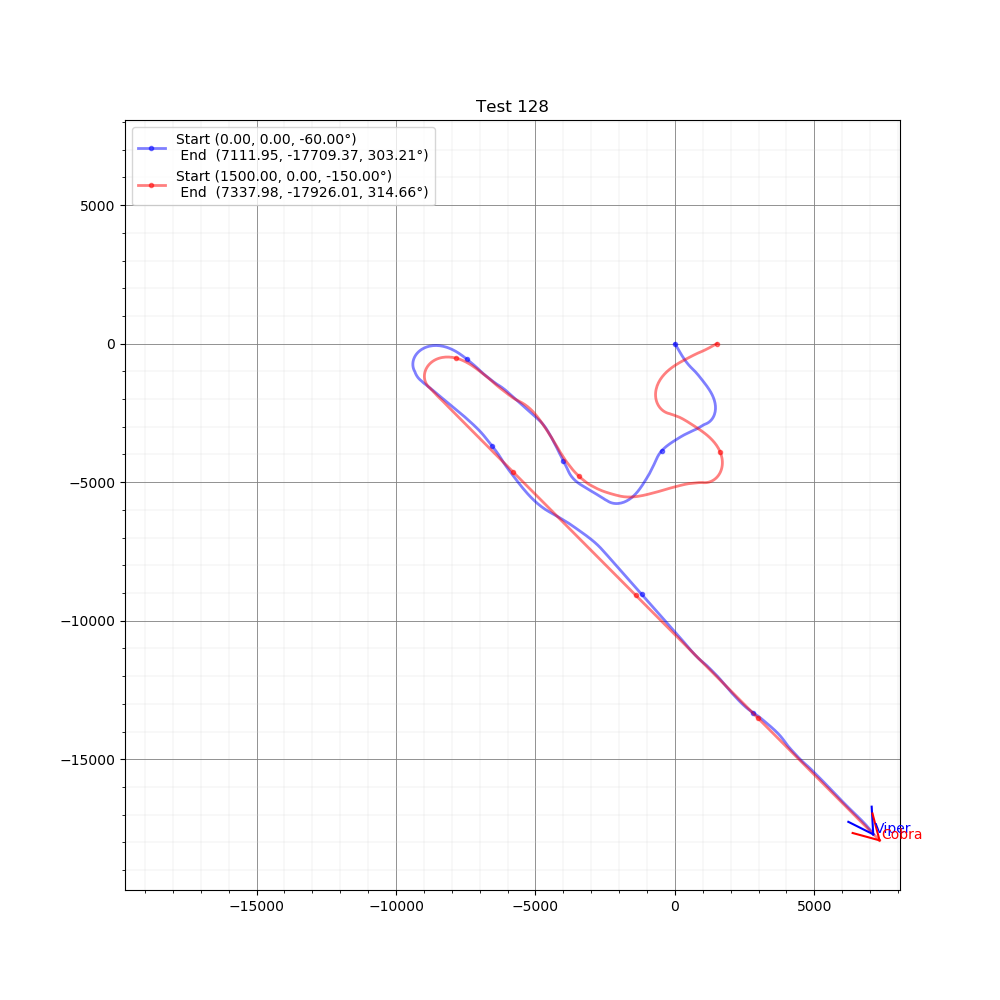 Test 128
Start (0.00, 0.00, -60.00°)
End (7111.95, -17709.37, 303.21°)
Start (1500.00, 0.00, -150.00°)
End (7337.98, -17926.01, 314.66°)
5000
0
−5000
−10000
−15000
Viper
Cobra
−15000
−10000
−5000
0
5000